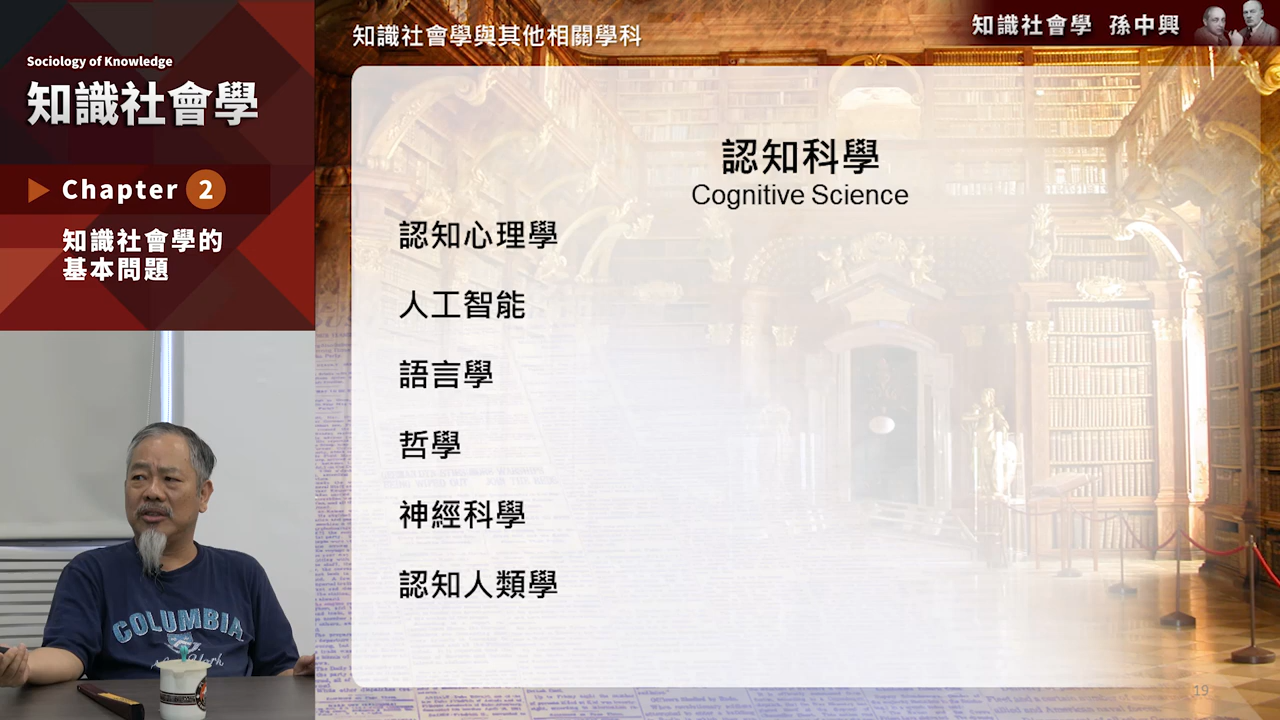 Sociology of Knowledge
知識社會學
Chapter 2
知識社會學的
基本問題
知識社會學與其他相關學科
知識社會學 孫中興
認知科學
Cognitive Science
認知心理學
人工智能
語言學
哲學
神經科學
認知人類學
COLUMBIA
19